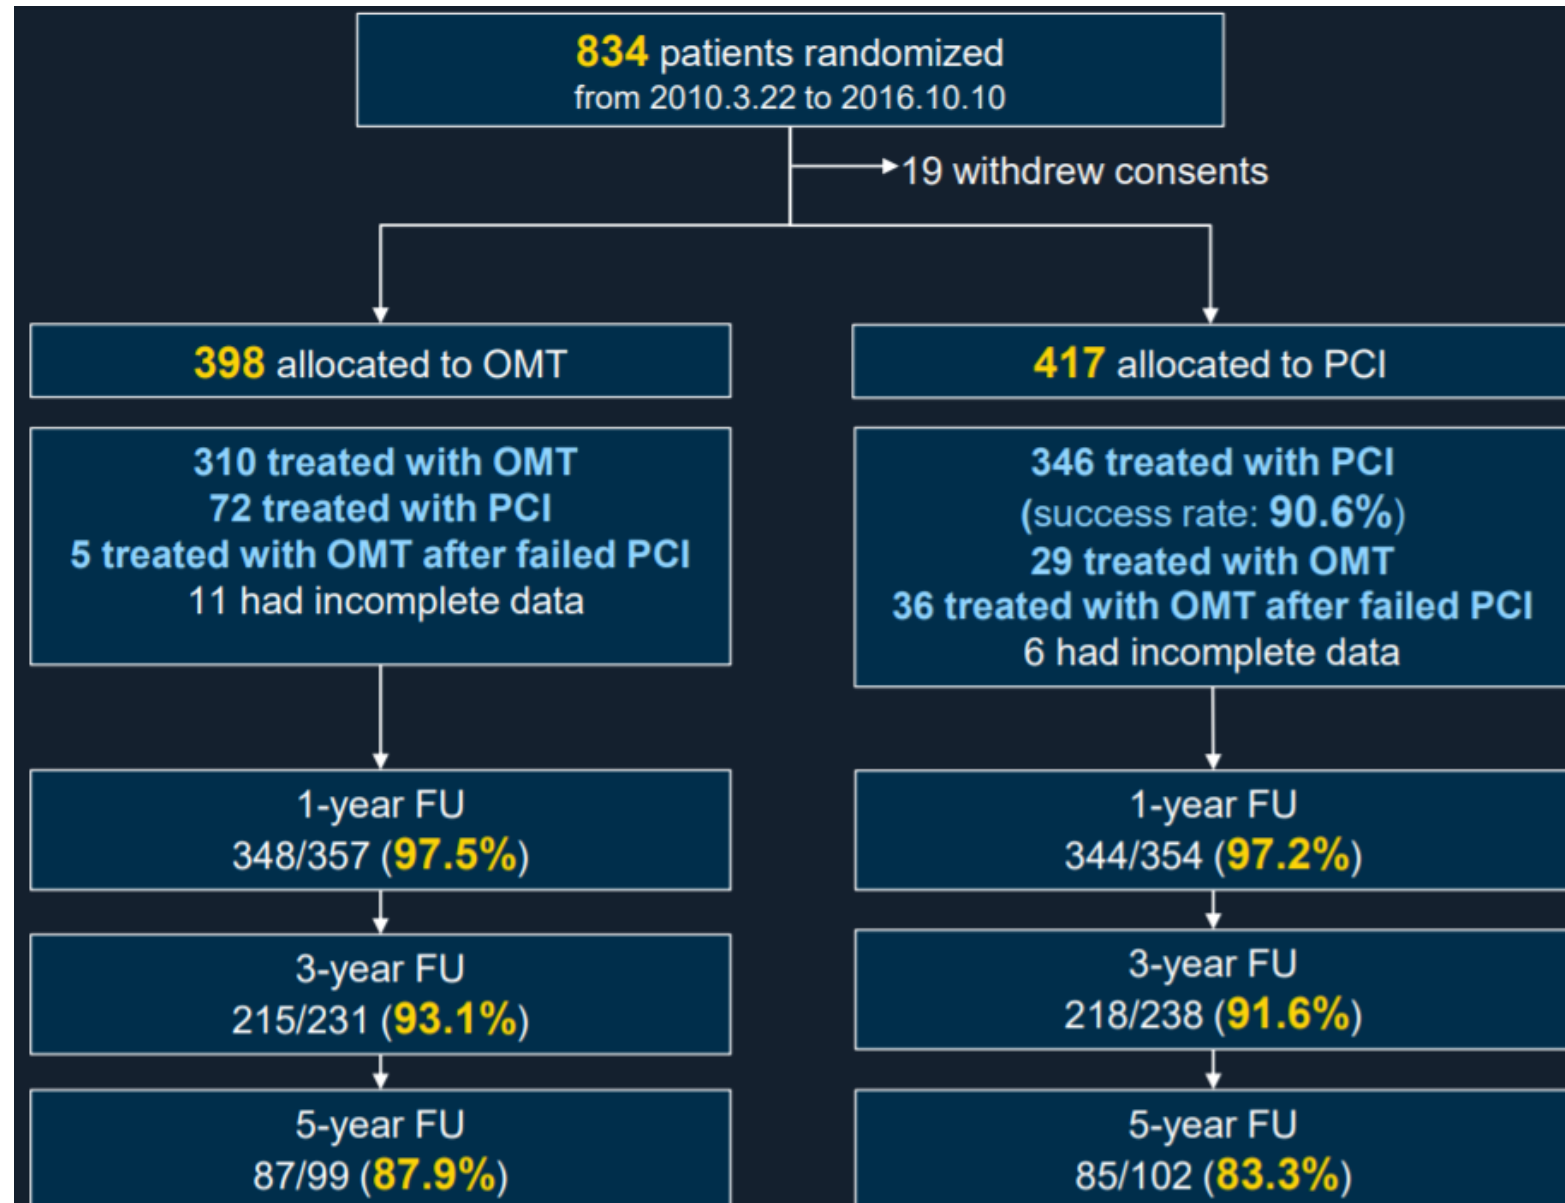 834 patients randomized
from 2010.3.22 to 2016.10.10
19 withdrew consents
398 allocated to OMT
310 treated with OMT
72 treated with PCI
5 treated with OMT after failed PCI
11 had incomplete data
1-year FU
348/357 (97.5%)
3-year FU
215/231 (93.1%)
5-year FU
87/99 (87.9%)
417 allocated to PCI
346 treated with PCI
(success rate: 90.6%)
29 treated with OMT
36 treated with OMT after failed PCI
6 had incomplete data
1-year FU
344/354 (97.2%)
3-year FU
218/238 (91.6%)
5-year FU
85/102 (83.3%)